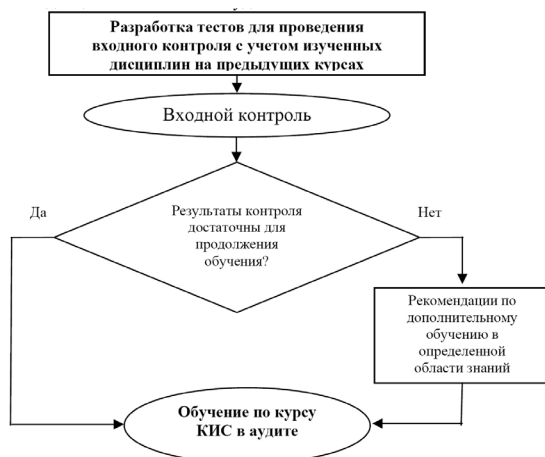 Разработка тестов для проведения
входного контроля с учетом изученных
дисциплин на предыдущих курсах
Входной контроль
Да
Результаты контроля
достаточны для
продолжения
обучения?
Нет
Рекомендации по
дополнительному
обучению в
определенной
области знаний
Обучение по курсу
КИС в аудите